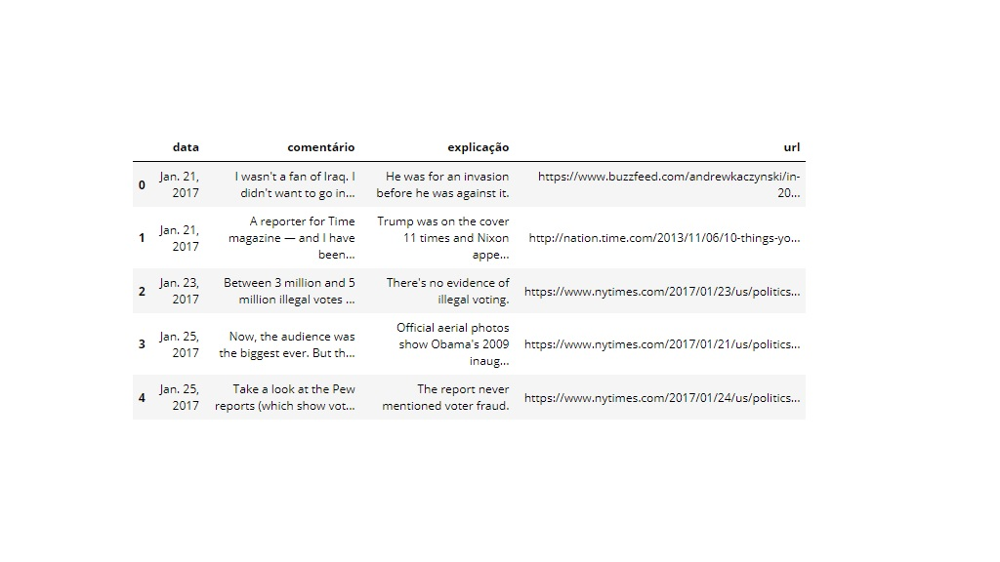 data comentário explicação url
0 Jan. 21, 2017 I wasn't a fan of Iraq. I didn't want to go in... He was for an invasion before he was against it. https://www.buzzfeed.com/andrewkaczynski/in-20...
1 Jan. 21, 2017 A reporter for Time magazine — and I have been... Trump was on the cover 11 times and Nixon appe... http://nation.time.com/2013/11/06/10-things-yo...
2 Jan. 23, 2017 Between 3 million and 5 million illegal votes ... There's no evidence of illegal voting. https://www.nytimes.com/2017/01/23/us/politics...
3 Jan. 25, 2017 Now, the audience was the biggest ever. But th... Official aerial photos show Obama's 2009 inaug... https://www.nytimes.com/2017/01/21/us/politics...
4 Jan. 25, 2017 Take a look at the Pew reports (which show vot... The report never mentioned voter fraud. https://www.nytimes.com/2017/01/24/us/politics...